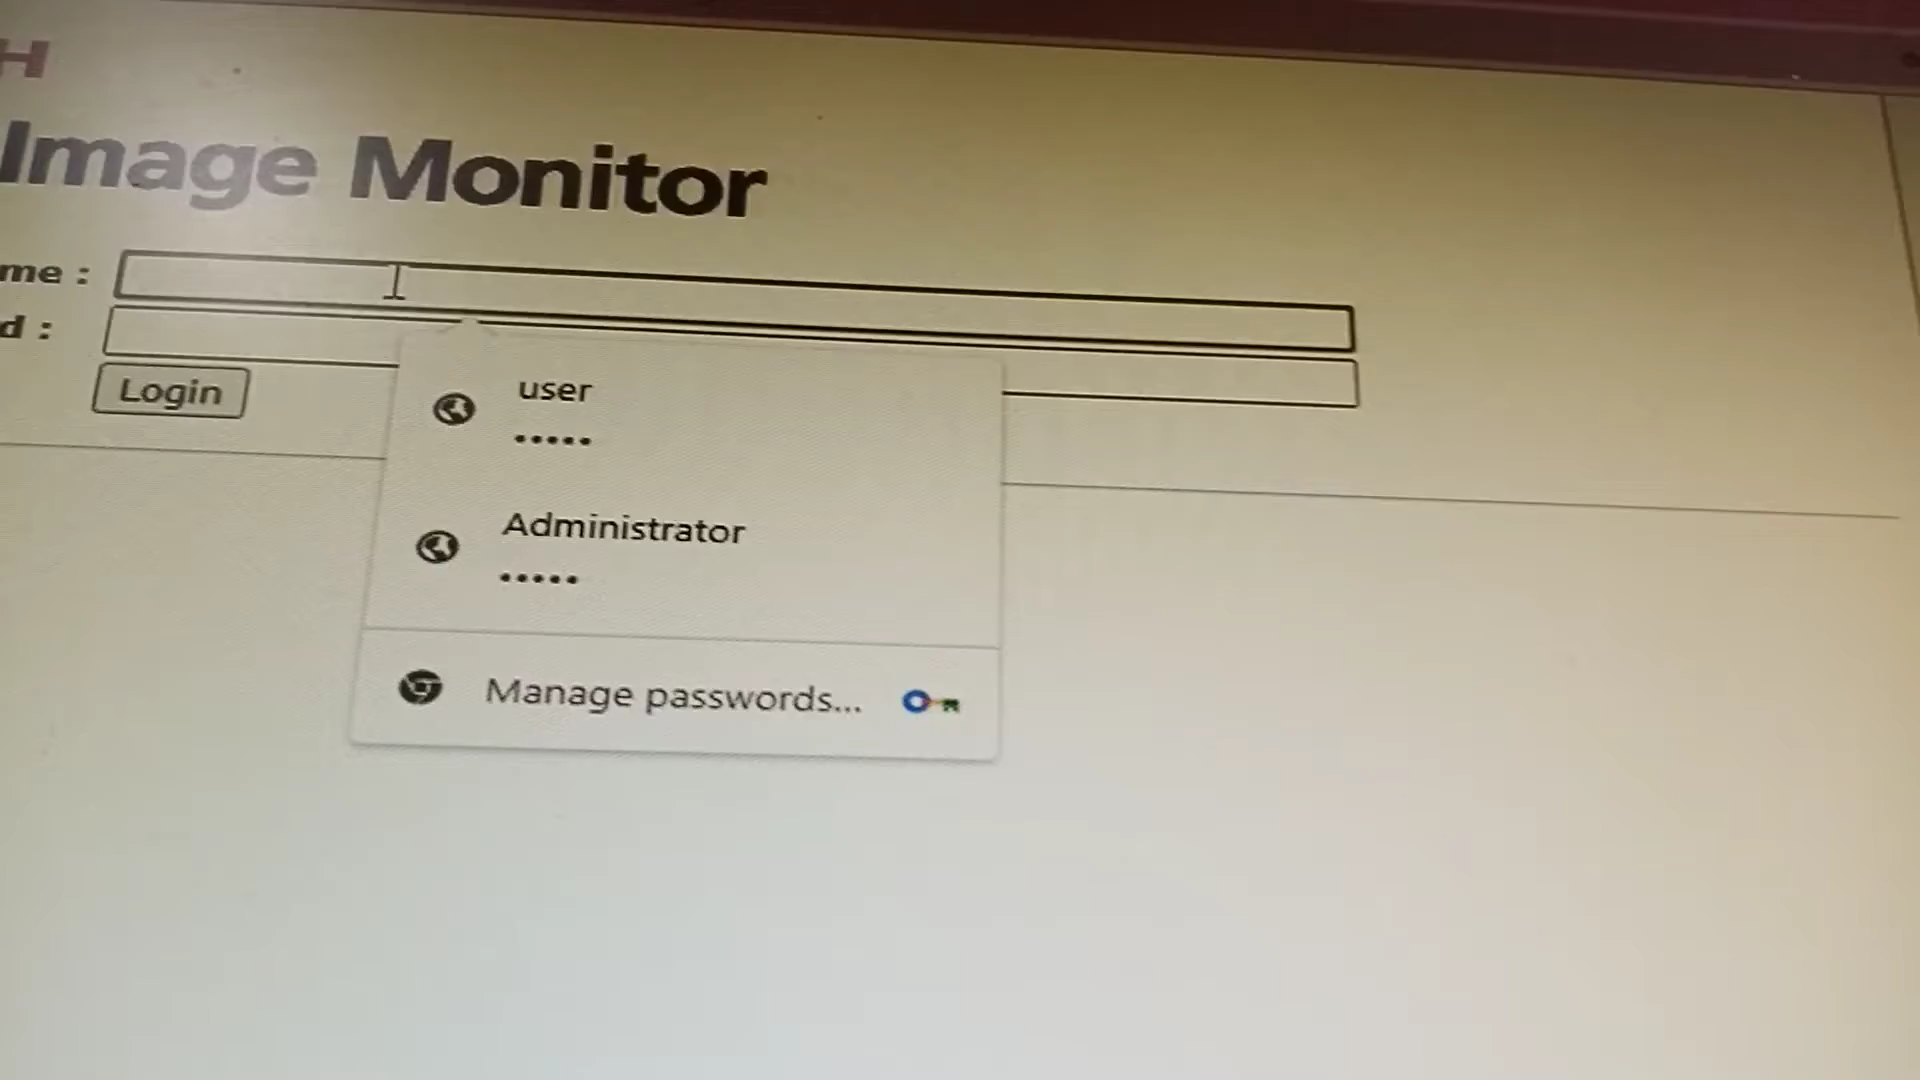 H
Image Monitor
me :
d :
Login
user
•••••
Administrator
•••••
Manage passwords...